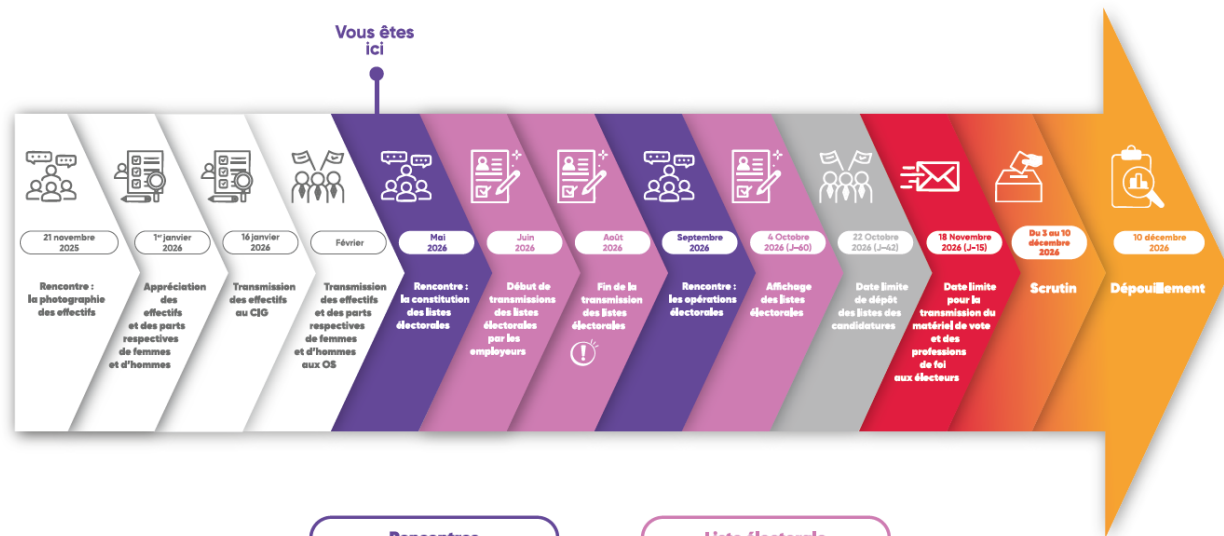 Vous êtes
ici
21 novembre
2025
Rencontre :
la photographie
des effectifs
1er janvier
2026
Appréciation
des
effectifs
et des parts
respectives
de femmes
et d'hommes
16 janvier
2026
Transmission
des effectifs
au CIG
Février
Transmission
des effectifs
et des parts
respectives
de femmes
et d'hommes
aux OS
Mai
2026
Rencontre :
la constitution
des listes
électorales
Juin
2026
Début de
transmissions
des listes
électorales
par les
employeurs
Août
2026
Fin de la
transmission
des listes
électorales
Septembre
2026
Rencontre :
les opérations
électorales
4 Octobre
2026 (J-60)
Affichage
des listes
électorales
22 Octobre
2026 (J-42)
Date limite
de dépôt
des listes des
candidatures
18 Novembre
2026 (J-15)
Date limite
pour la
transmission du
matériel de vote
et des
professions
de foi
aux électeurs
Du 3 au 10
décembre
2026
Scrutin
10 décembre
2026
Dépouillement
Rencontres
Liste électorale